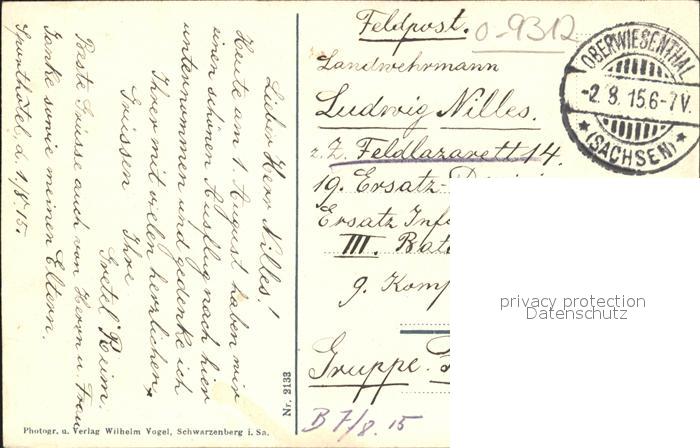 Feldpost.
0-9312
Landwehrmann
Ludwig Nilles.
z. Z. Feldlazarett 14.
19. Ersatz-
Ersatz Inf
III. Bat
9. Komp
Gruppe
OBERWIESENTHAL
-2.8.15 6-7V.
★ (SACHSEN) ★
privacy protection
Datenschutz
B 7/8. 15
Nr. 2133
Lieber Herr Nilles!
Heute am 1. August haben wir
einen schönen Ausflug nach hier
unternommen und gedenke ich
Ihrer mit vielen herzlichen
Grüssen Ihre
Gretel Reim.
Beste Grüsse auch von Herrn u. Frau
Janke sowie meinen Eltern.
d. 1/8. 15.
Photogr. u. Verlag Wilhelm Vogel, Schwarzenberg i. Sa.